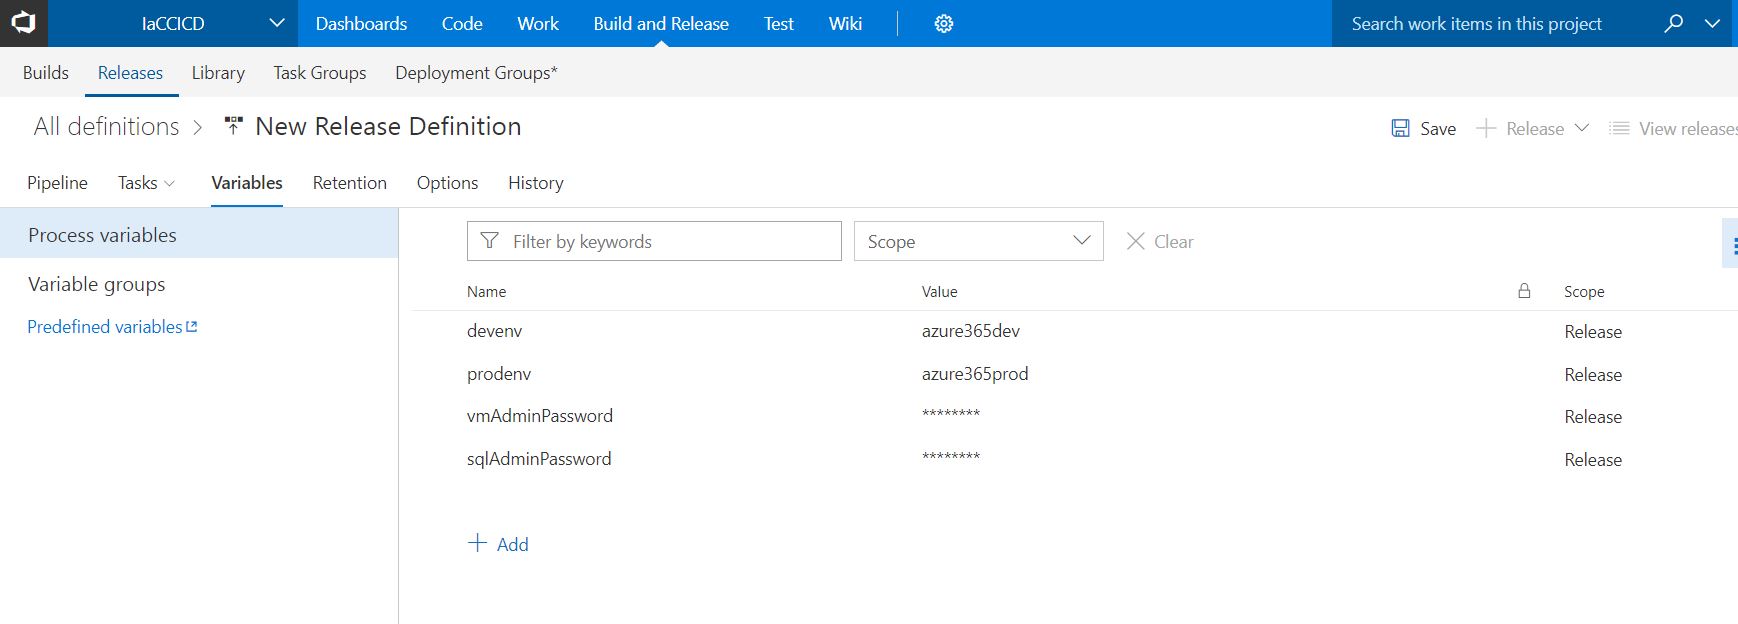 IaCCICD Dashboards Code Work Build and Release Test Wiki Search work items in this project
Builds Releases Library Task Groups Deployment Groups*
All definitions > New Release Definition Save + Release View releases
Pipeline Tasks Variables Retention Options History
Process variables
Variable groups
Predefined variables
Filter by keywords Scope Clear
Name Value Scope
devenv azure365dev Release
prodenv azure365prod Release
vmAdminPassword ******** Release
sqlAdminPassword ******** Release
+ Add